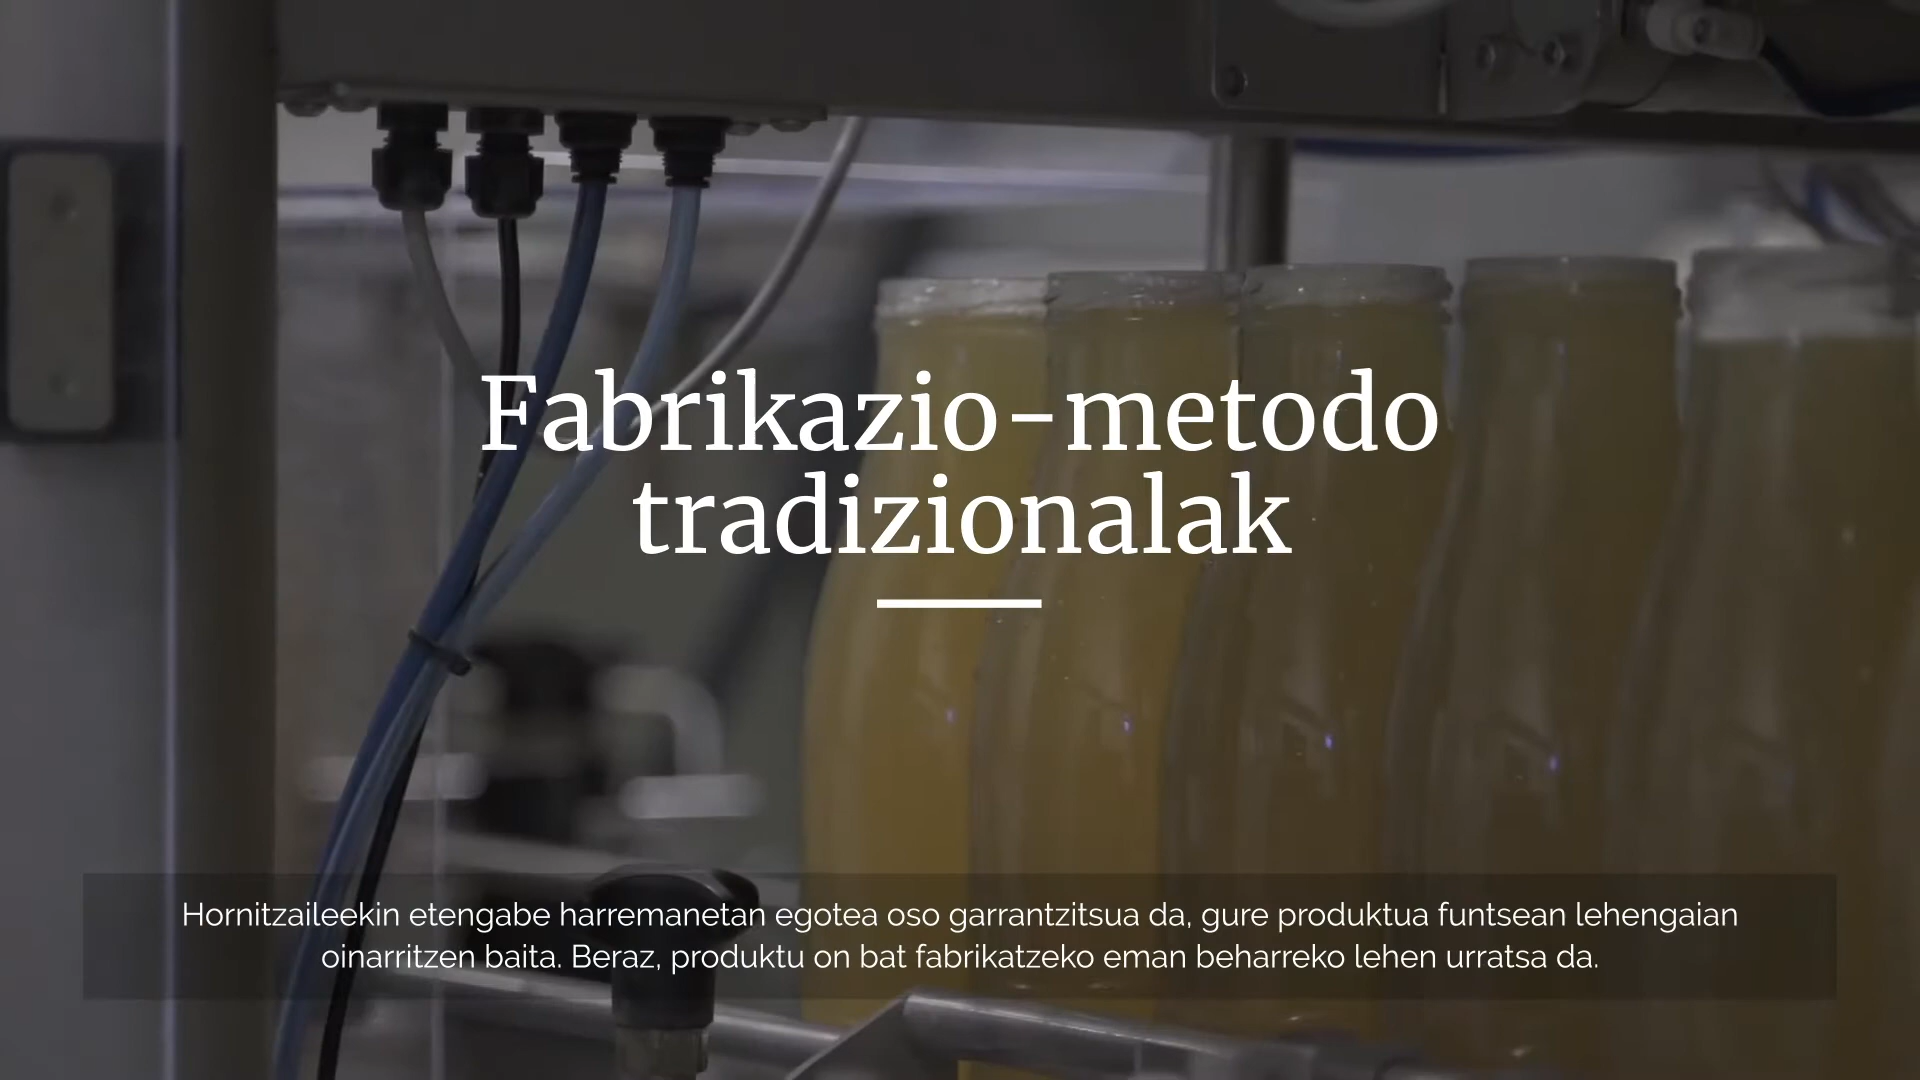 Fabrikazio-metodo
tradizionalak
Hornitzaileekin etengabe harremanetan egotea oso garrantzitsua da, gure produktua funtsean lehengaian
oinarritzen baita. Beraz, produktu on bat fabrikatzeko eman beharreko lehen urratsa da.